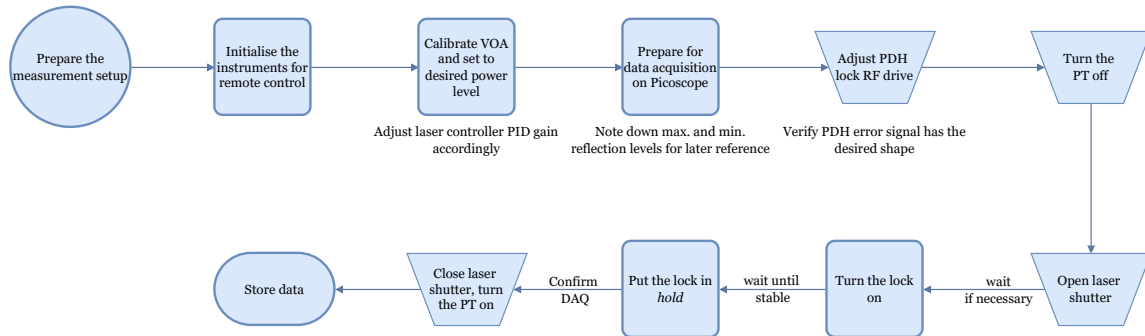 Prepare the
measurement setup
Initialise the
instruments for
remote control
Calibrate VOA
and set to
desired power
level
Adjust laser controller PID gain
accordingly
Prepare for
data acquisition
on Picoscope
Note down max. and min.
reflection levels for later reference
Adjust PDH
lock RF drive
Verify PDH error signal has the
desired shape
Turn the
PT off
Open laser
shutter
wait
if necessary
Turn the lock
on
wait until
stable
Put the lock in
hold
Confirm
DAQ
Close laser
shutter, turn
the PT on
Store data